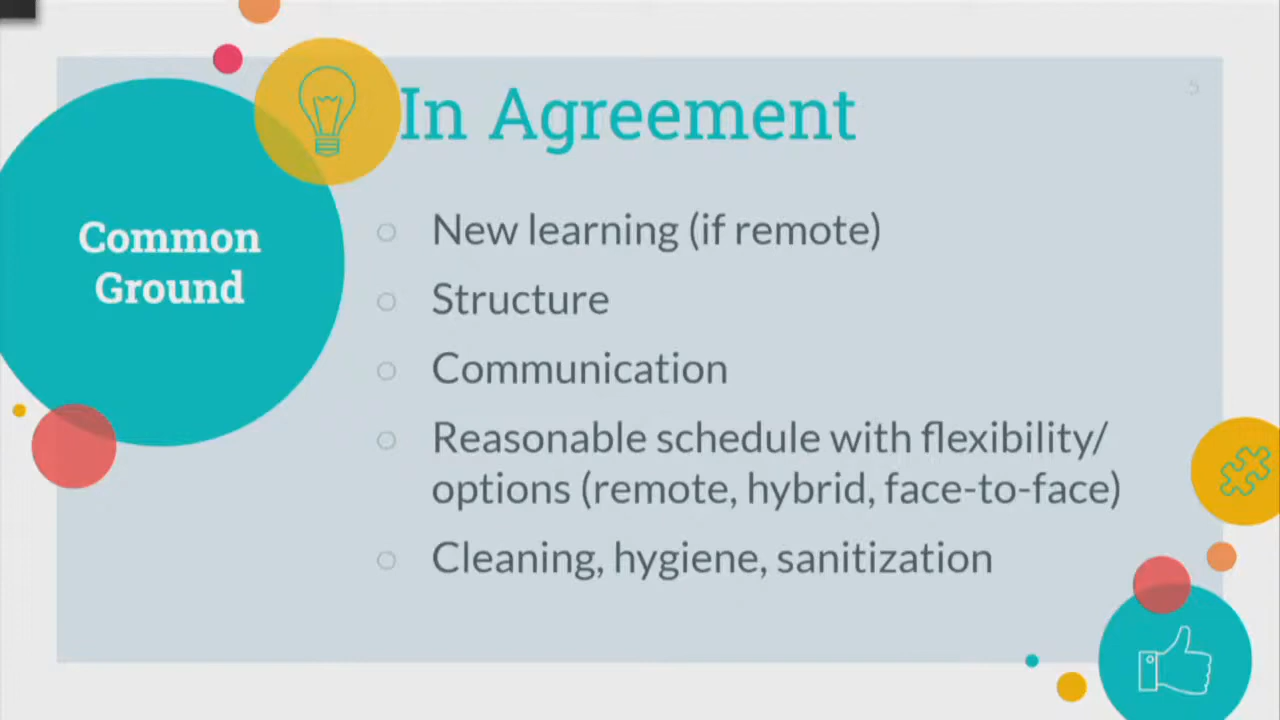 Common
Ground
In Agreement
5
New learning (if remote)
Structure
Communication
Reasonable schedule with flexibility/
options (remote, hybrid, face-to-face)
Cleaning, hygiene, sanitization